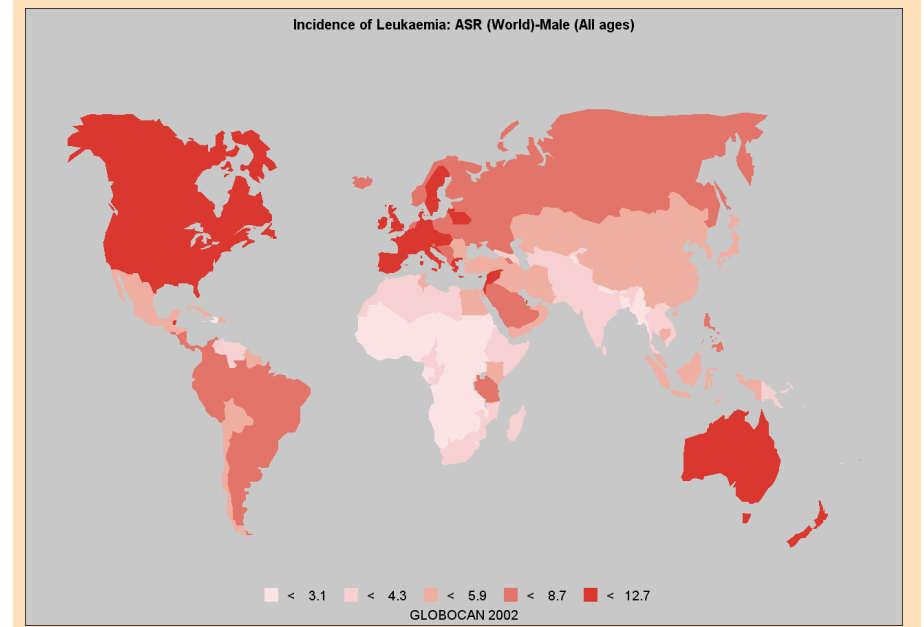 Incidence of Leukaemia: ASR (World)-Male (All ages)
< 3.1 < 4.3 < 5.9 < 8.7 < 12.7
GLOBOCAN 2002